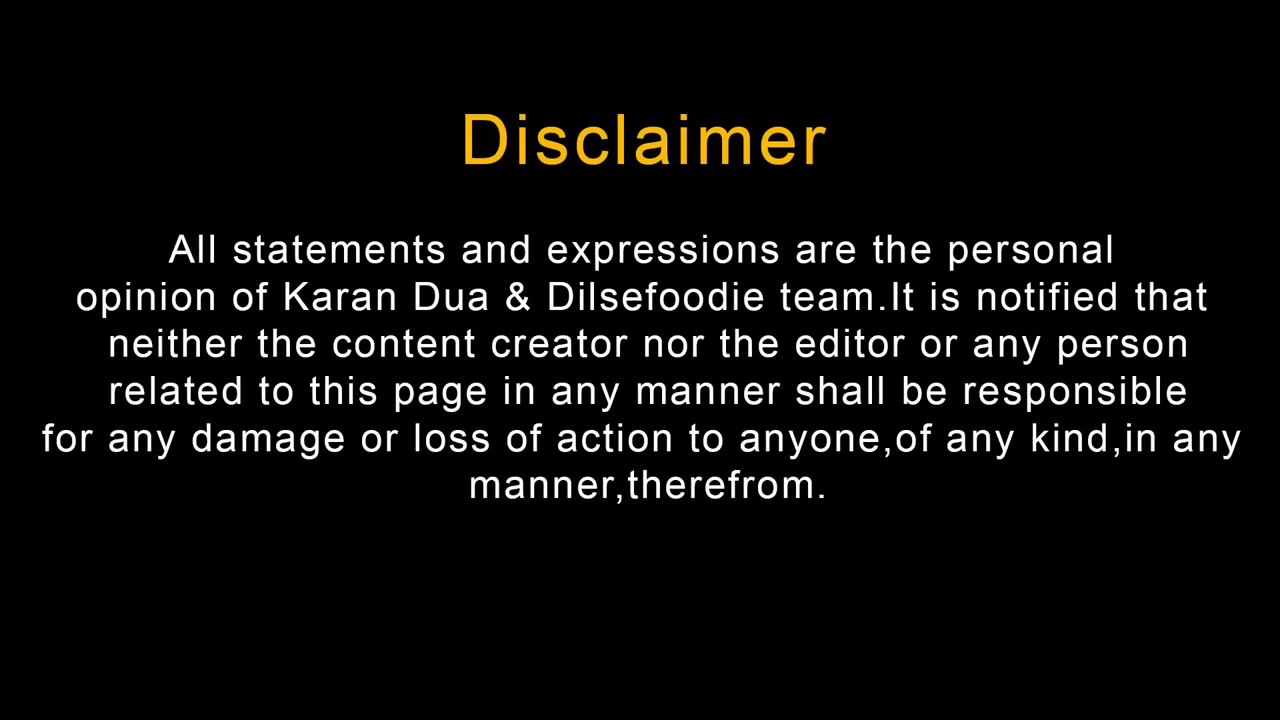 Disclaimer
All statements and expressions are the personal
opinion of Karan Dua & Dilsefoodie team.It is notified that
neither the content creator nor the editor or any person
related to this page in any manner shall be responsible
for any damage or loss of action to anyone,of any kind,in any
manner,therefrom.